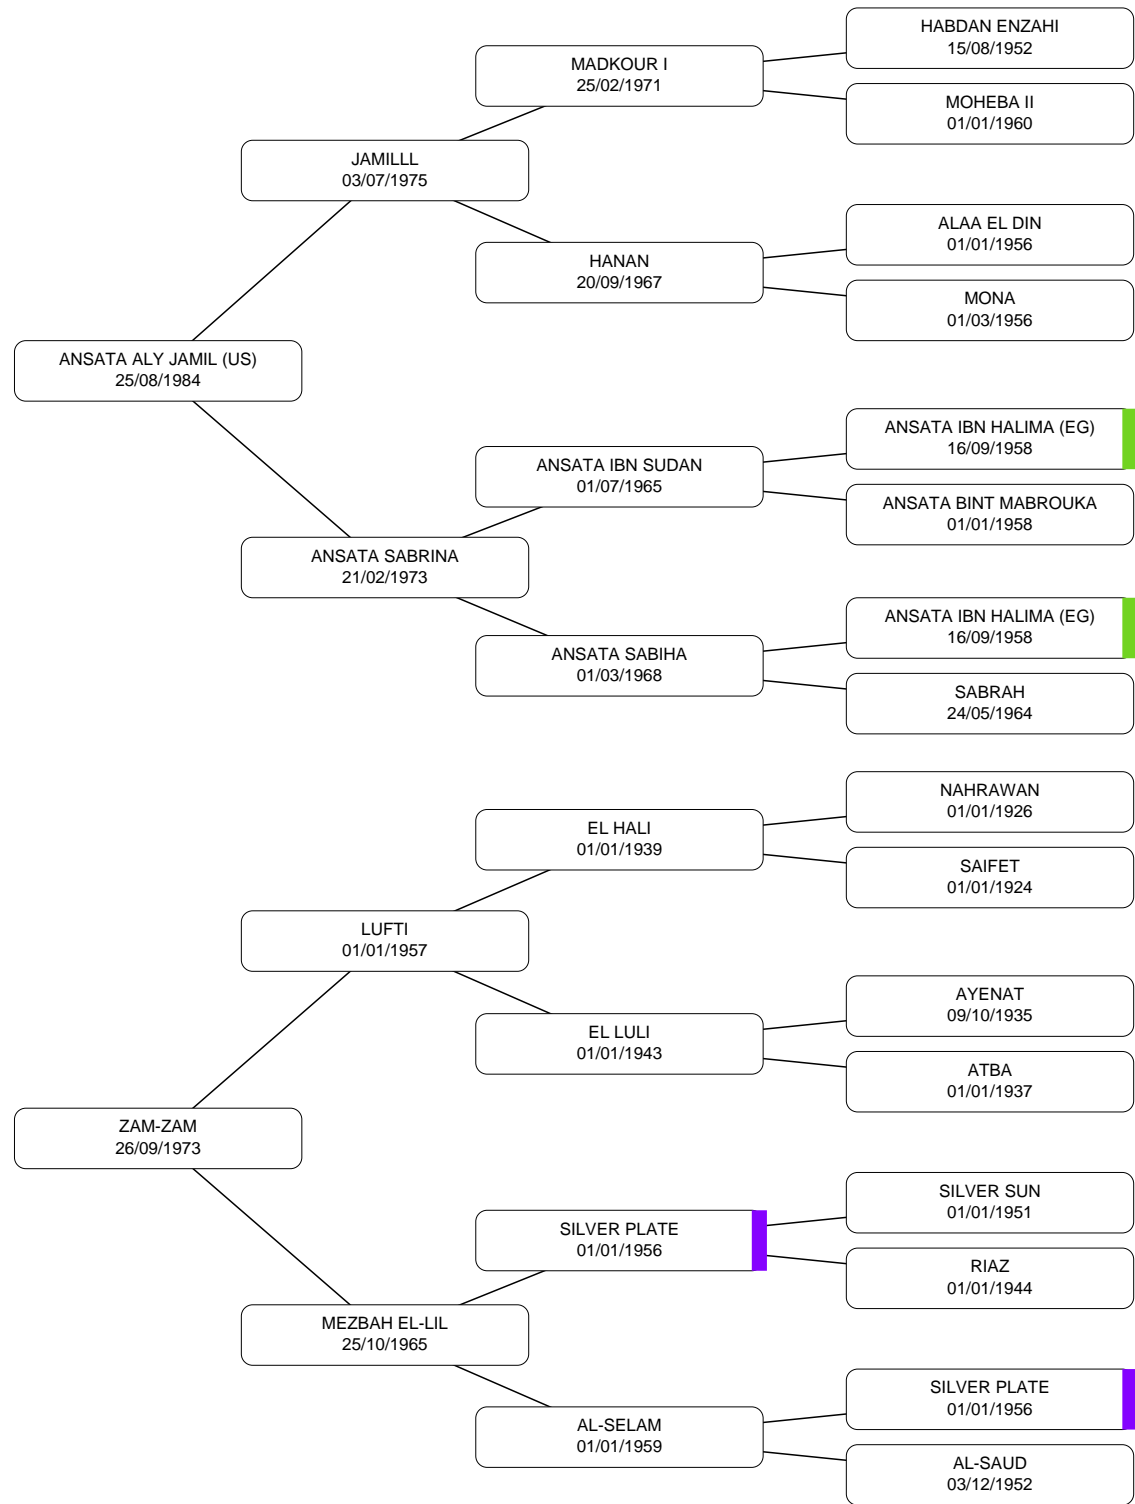 HABDAN ENZAHI
15/08/1952
MADKOUR I
25/02/1971
MOHEBA II
01/01/1960
JAMILLL
03/07/1975
ALAA EL DIN
01/01/1956
HANAN
20/09/1967
MONA
01/03/1956
ANSATA ALY JAMIL (US)
25/08/1984
ANSATA IBN HALIMA (EG)
16/09/1958
ANSATA IBN SUDAN
01/07/1965
ANSATA BINT MABROUKA
01/01/1958
ANSATA SABRINA
21/02/1973
ANSATA IBN HALIMA (EG)
16/09/1958
ANSATA SABIHA
01/03/1968
SABRAH
24/05/1964
NAHRAWAN
01/01/1926
EL HALI
01/01/1939
SAIFET
01/01/1924
LUFTI
01/01/1957
AYENAT
09/10/1935
EL LULI
01/01/1943
ATBA
01/01/1937
ZAM-ZAM
26/09/1973
SILVER SUN
01/01/1951
SILVER PLATE
01/01/1956
RIAZ
01/01/1944
MEZBAH EL-LIL
25/10/1965
SILVER PLATE
01/01/1956
AL-SELAM
01/01/1959
AL-SAUD
03/12/1952